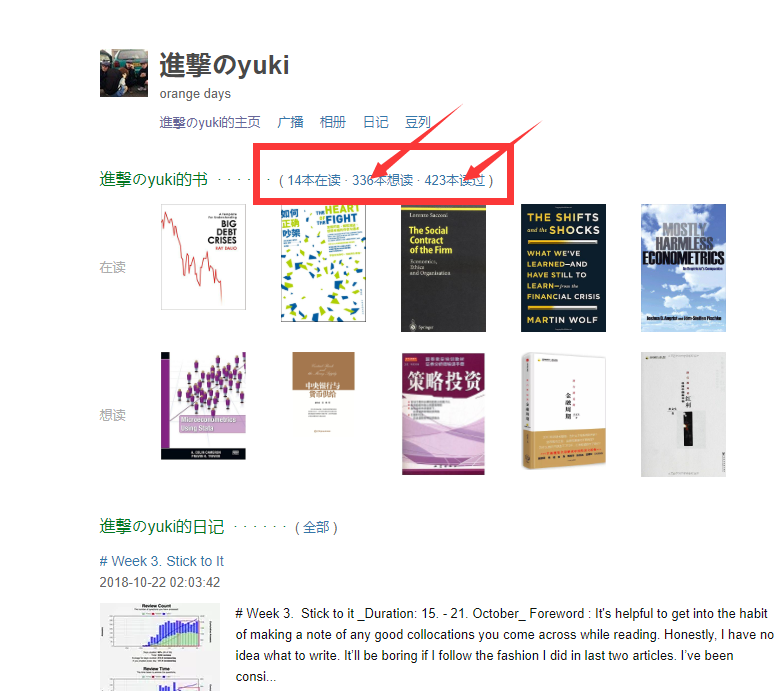 進撃のyuki
orange days
進撃のyuki的主页 广播 相册 日记 豆列
進撃のyuki的书 · · · · · · ( 14本在读 · 336本想读 · 423本读过 )
在读
BIG
DEBT
CRISES
RAY DALIO
如何
正确
吵架
THE HEART
OF THE
FIGHT
Lorenzo Sacconi
The Social
Contract
of the Firm
Economics,
Ethics
and Organisation
Springer
THE SHIFTS
and the
SHOCKS
WHAT WE'VE
LEARNED—AND
HAVE STILL TO
LEARN—from the
FINANCIAL CRISIS
MARTIN WOLF
MOSTLY
HARMLESS
ECONOMETRICS
An Empiricist's Companion
Joshua D. Angrist and Jörn-Steffen Pischke
想读
Microeconometrics
Using Stata
A. COLIN CAMERON
PRAVIN K. TRIVEDI
中央银行与
货币供给
策略投资
金融周期
红利
進撃のyuki的日记 · · · · · · ( 全部 )
# Week 3. Stick to It
2018-10-22 02:03:42
Review Count
Review Time
# Week 3. Stick to it _Duration: 15. - 21. October_ Foreword : It's helpful to get into the habit
of making a note of any good collocations you come across while reading. Honestly, I have no
idea what to write. It'll be boring if I follow the fashion I did in last two articles. I've been
consi...